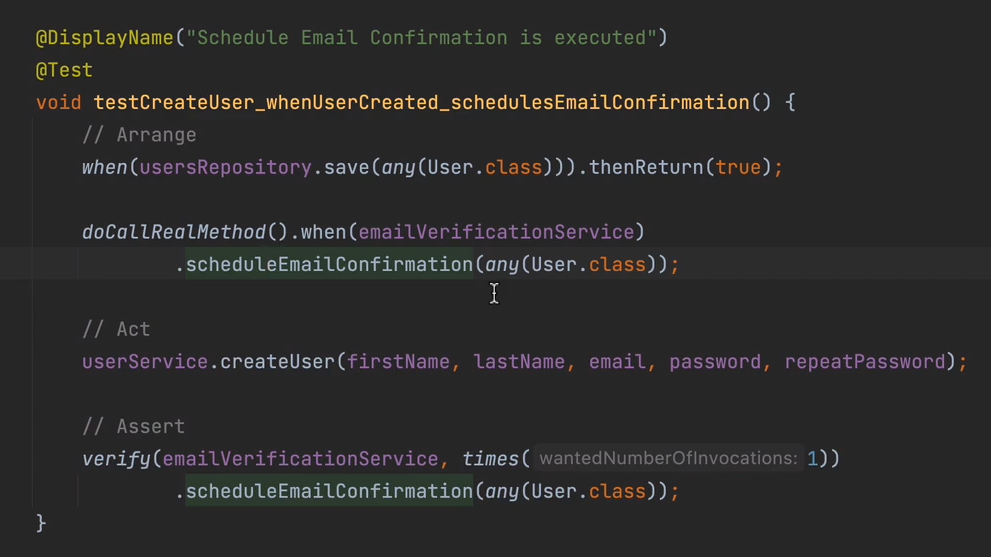 @DisplayName("Schedule Email Confirmation is executed")
@Test
void testCreateUser_whenUserCreated_schedulesEmailConfirmation() {
// Arrange
when(usersRepository.save(any(User.class))).thenReturn(true);
doCallRealMethod().when(emailVerificationService)
.scheduleEmailConfirmation(any(User.class));
// Act
userService.createUser(firstName, lastName, email, password, repeatPassword);
// Assert
verify(emailVerificationService, times( wantedNumberOfInvocations: 1))
.scheduleEmailConfirmation(any(User.class));
}